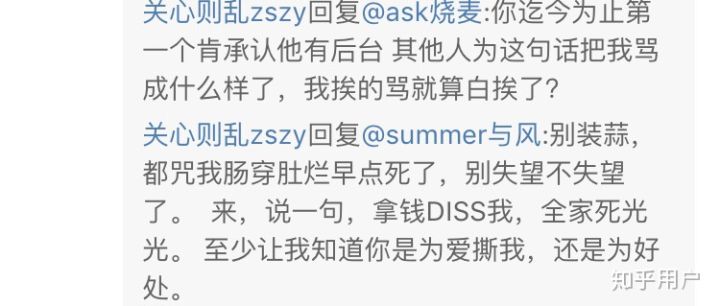 关心则乱zszy回复@ask烧麦:你迄今为止第
一个肯承认他有后台 其他人为这句话把我骂
成什么样了，我挨的骂就算白挨了？
关心则乱zszy回复@summer与风:别装蒜，
都咒我肠穿肚烂早点死了，别失望不失望
了。 来，说一句，拿钱DISS我，全家死光
光。 至少让我知道你是为爱撕我，还是为好
处。
知乎用户